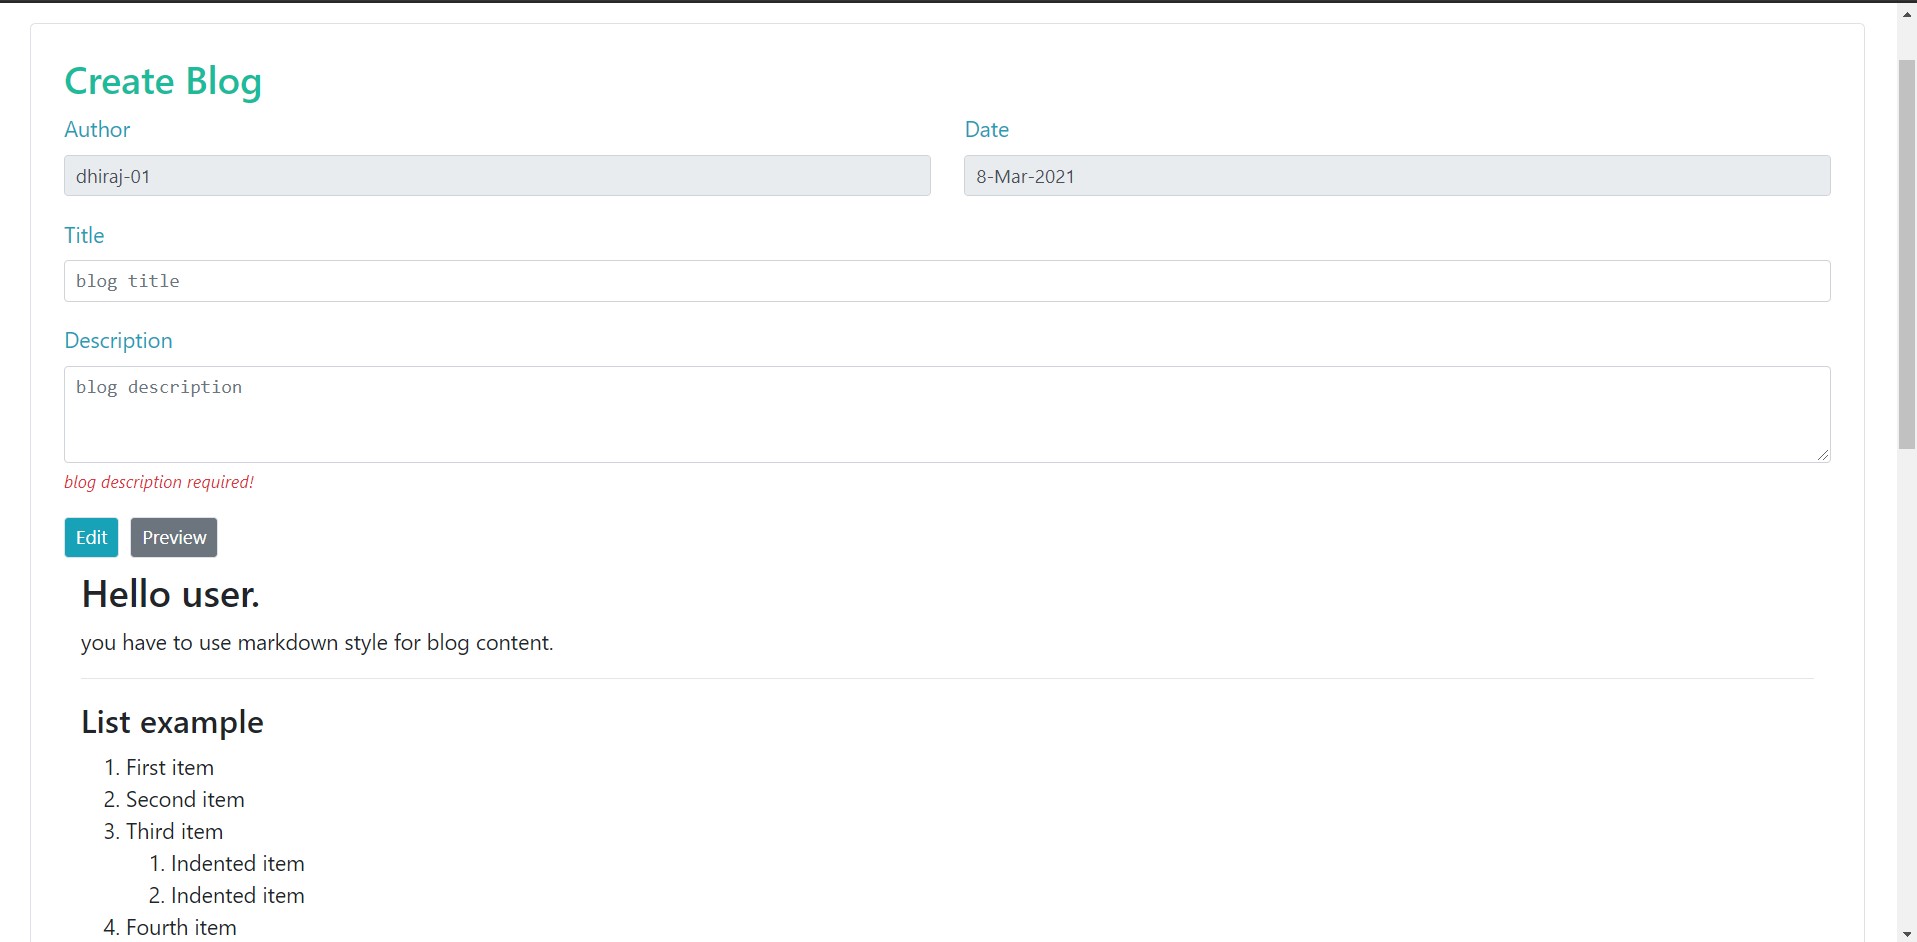 Create Blog
Author
Date
dhiraj-01
8-Mar-2021
Title
blog title
Description
blog description
blog description required!
Edit Preview
Hello user.
you have to use markdown style for blog content.
List example
1. First item
2. Second item
3. Third item
1. Indented item
2. Indented item
4. Fourth item